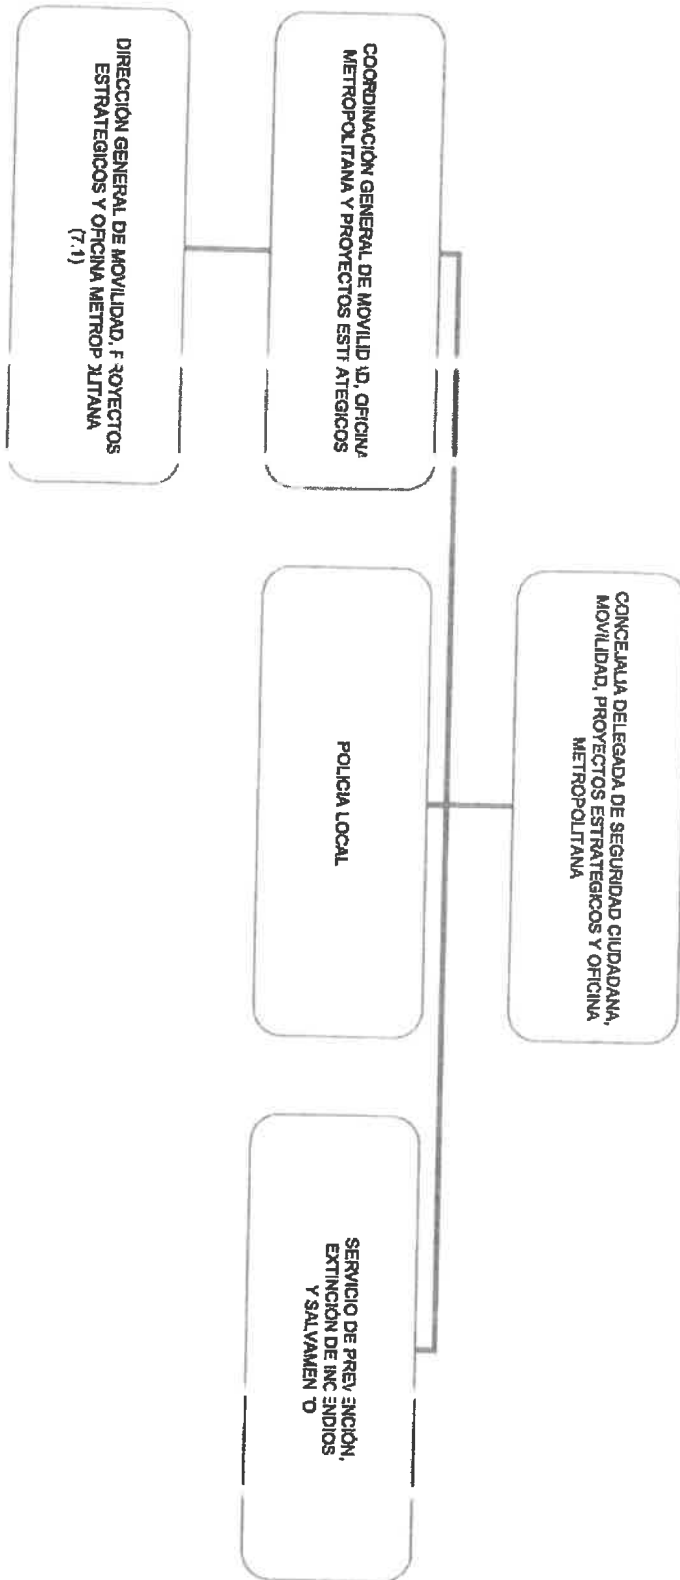 CONCEJALIA DELEGADA DE SEGURIDAD CIUDADANA,
MOVILIDAD, PROYECTOS ESTRATEGICOS Y OFICINA
METROPOLITANA
COORDINACIÓN GENERAL DE MOVILIDAD, OFICINA
METROPOLITANA Y PROYECTOS ESTRATEGICOS
POLICIA LOCAL
SERVICIO DE PREVENCIÓN,
EXTINCIÓN DE INCENDIOS
Y SALVAMENTO
DIRECCIÓN GENERAL DE MOVILIDAD, PROYECTOS
ESTRATEGICOS Y OFICINA METROPOLITANA
(7.1)